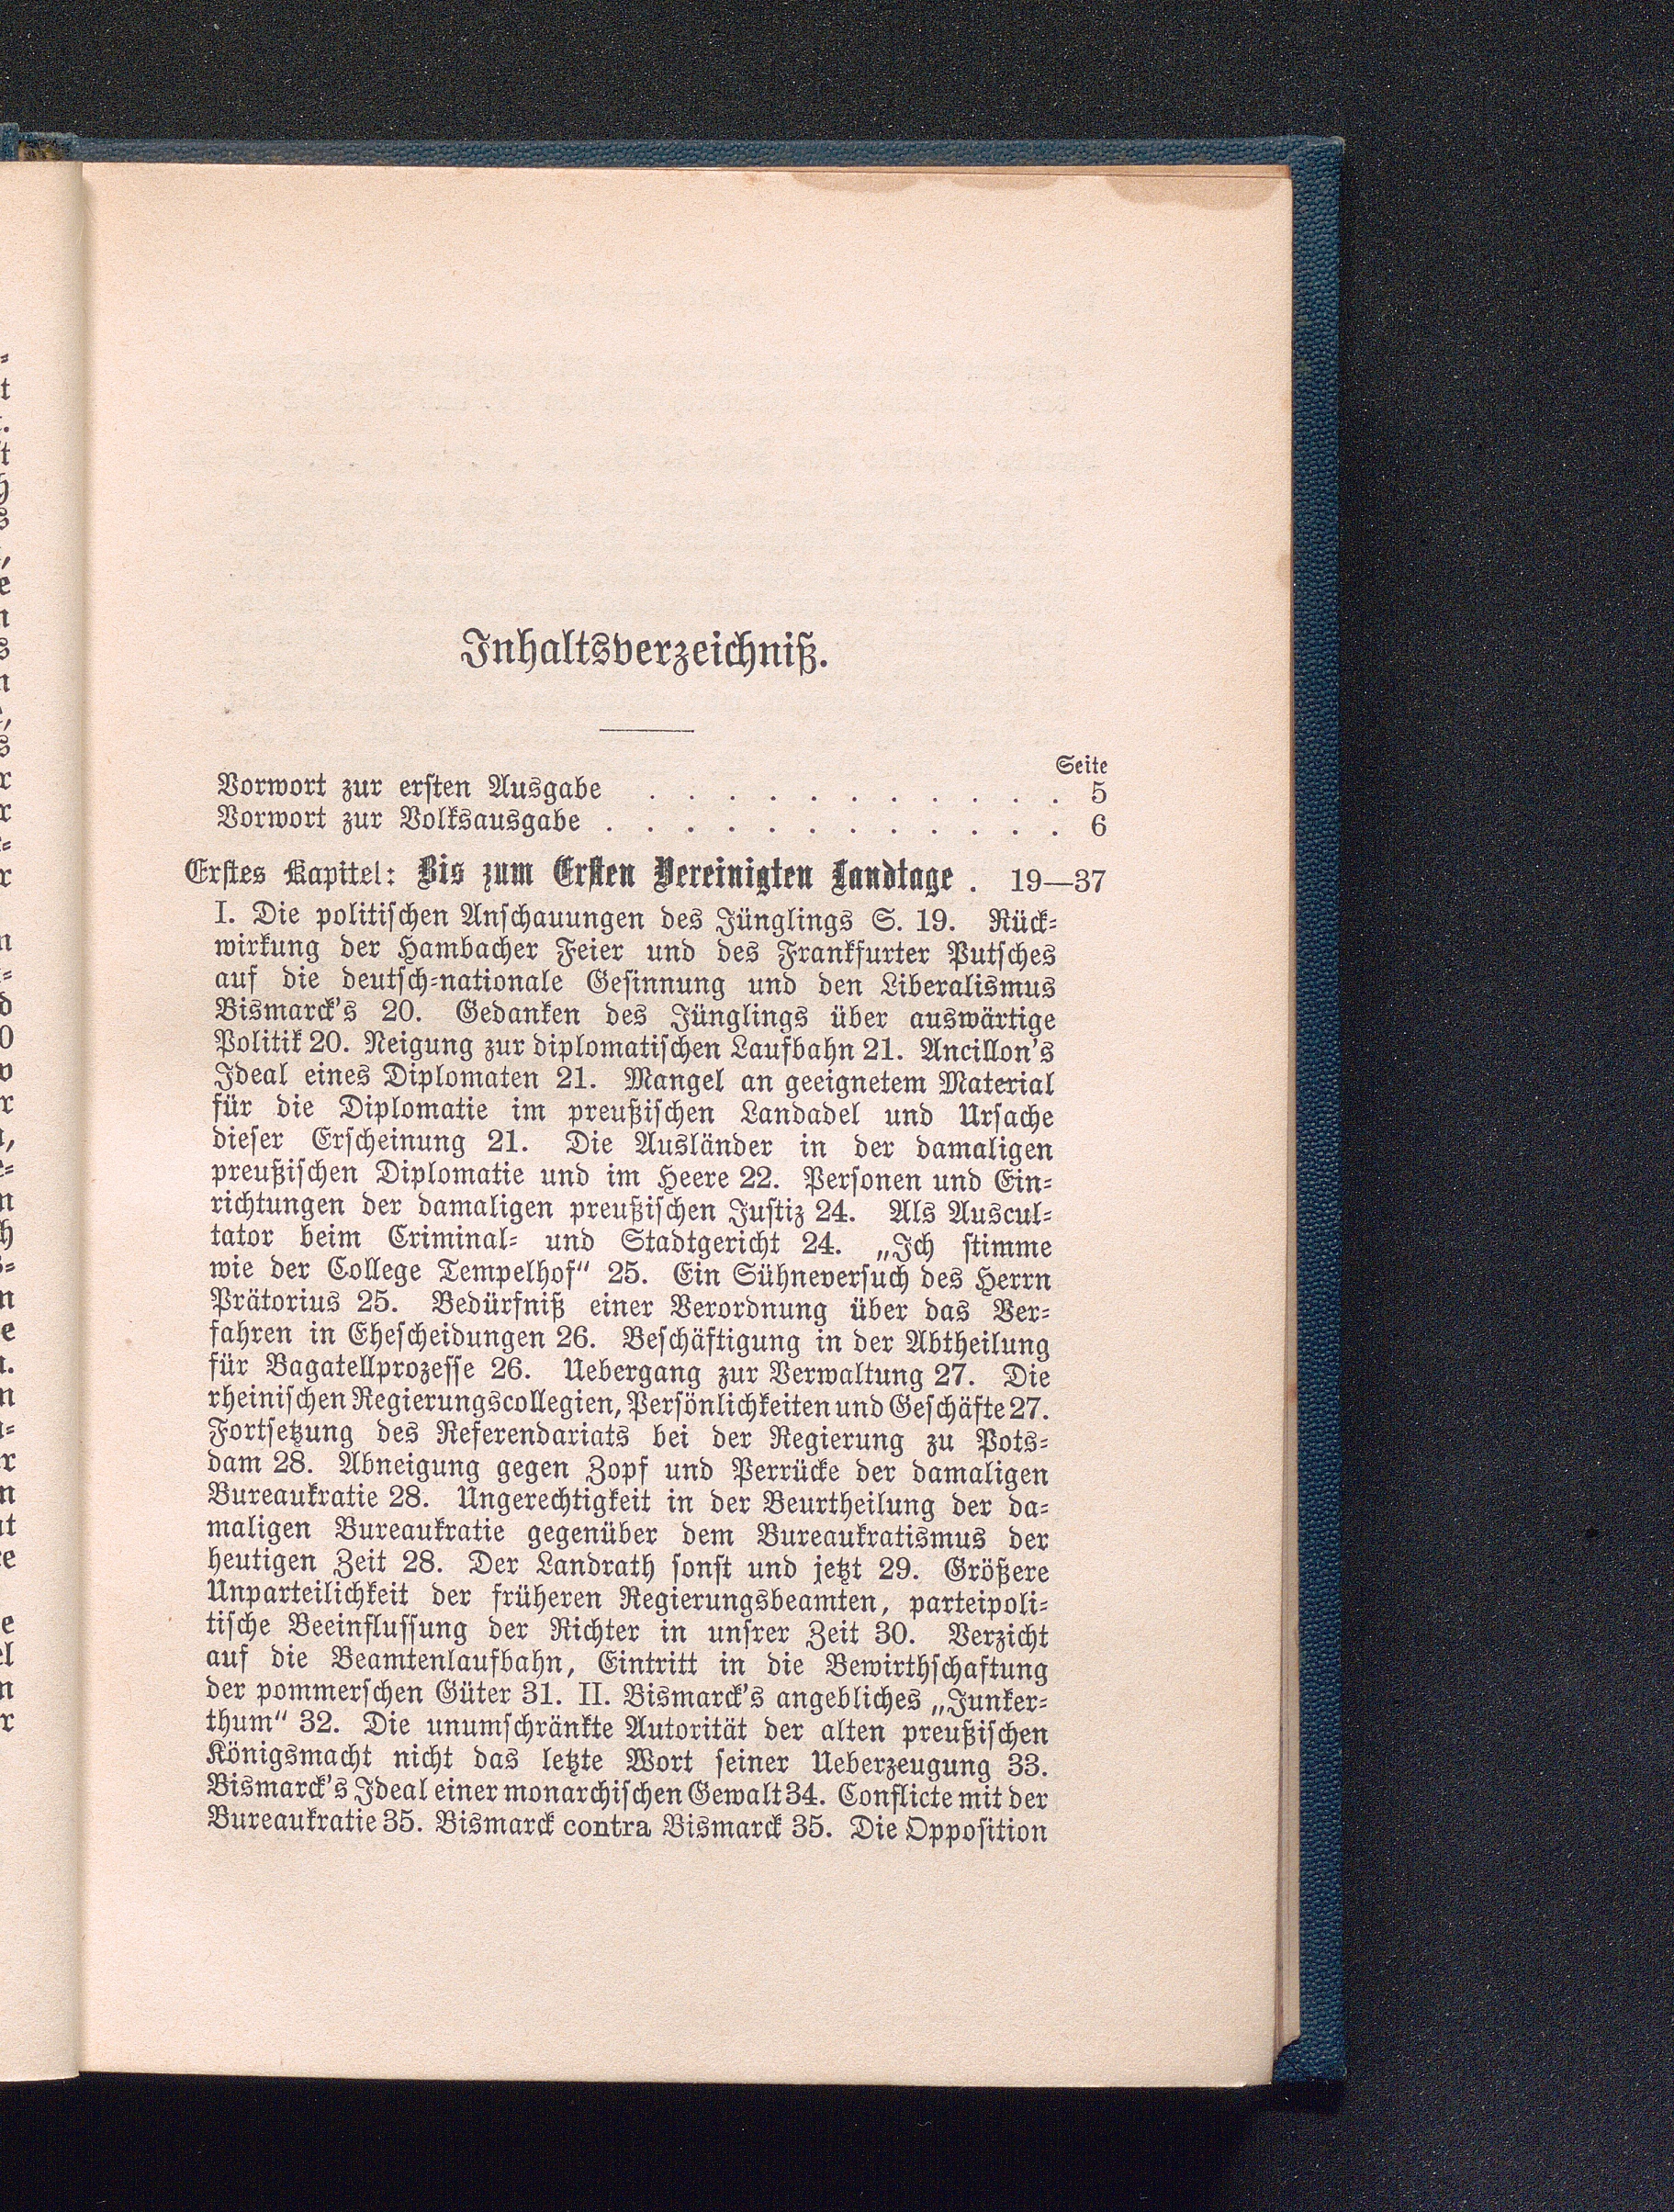 Inhaltsverzeichniß.
Seite
Vorwort zur ersten Ausgabe . . . . . . . . . . . 5
Vorwort zur Volksausgabe . . . . . . . . . . . . 6
Erstes Kapitel: Bis zum Ersten Vereinigten Landtage . 19—37
I. Die politischen Anschauungen des Jünglings S. 19. Rück-
wirkung der Hambacher Feier und des Frankfurter Putsches
auf die deutsch-nationale Gesinnung und den Liberalismus
Bismarck's 20. Gedanken des Jünglings über auswärtige
Politik 20. Neigung zur diplomatischen Laufbahn 21. Ancillon's
Ideal eines Diplomaten 21. Mangel an geeignetem Material
für die Diplomatie im preußischen Landadel und Ursache
dieser Erscheinung 21. Die Ausländer in der damaligen
preußischen Diplomatie und im Heere 22. Personen und Ein-
richtungen der damaligen preußischen Justiz 24. Als Auscul-
tator beim Criminal- und Stadtgericht 24. „Ich stimme
wie der College Tempelhof“ 25. Ein Sühneversuch des Herrn
Prätorius 25. Bedürfniß einer Verordnung über das Ver-
fahren in Ehescheidungen 26. Beschäftigung in der Abtheilung
für Bagatellprozesse 26. Uebergang zur Verwaltung 27. Die
rheinischen Regierungscollegien, Persönlichkeiten und Geschäfte 27.
Fortsetzung des Referendariats bei der Regierung zu Pots-
dam 28. Abneigung gegen Zopf und Perrücke der damaligen
Bureaukratie 28. Ungerechtigkeit in der Beurtheilung der da-
maligen Bureaukratie gegenüber dem Bureaukratismus der
heutigen Zeit 28. Der Landrath sonst und jetzt 29. Größere
Unparteilichkeit der früheren Regierungsbeamten, parteipoli-
tische Beeinflussung der Richter in unsrer Zeit 30. Verzicht
auf die Beamtenlaufbahn, Eintritt in die Bewirthschaftung
der pommerschen Güter 31. II. Bismarck's angebliches „Junker-
thum“ 32. Die unumschränkte Autorität der alten preußischen
Königsmacht nicht das letzte Wort seiner Ueberzeugung 33.
Bismarck's Ideal einer monarchischen Gewalt 34. Conflicte mit der
Bureaukratie 35. Bismarck contra Bismarck 35. Die Opposition